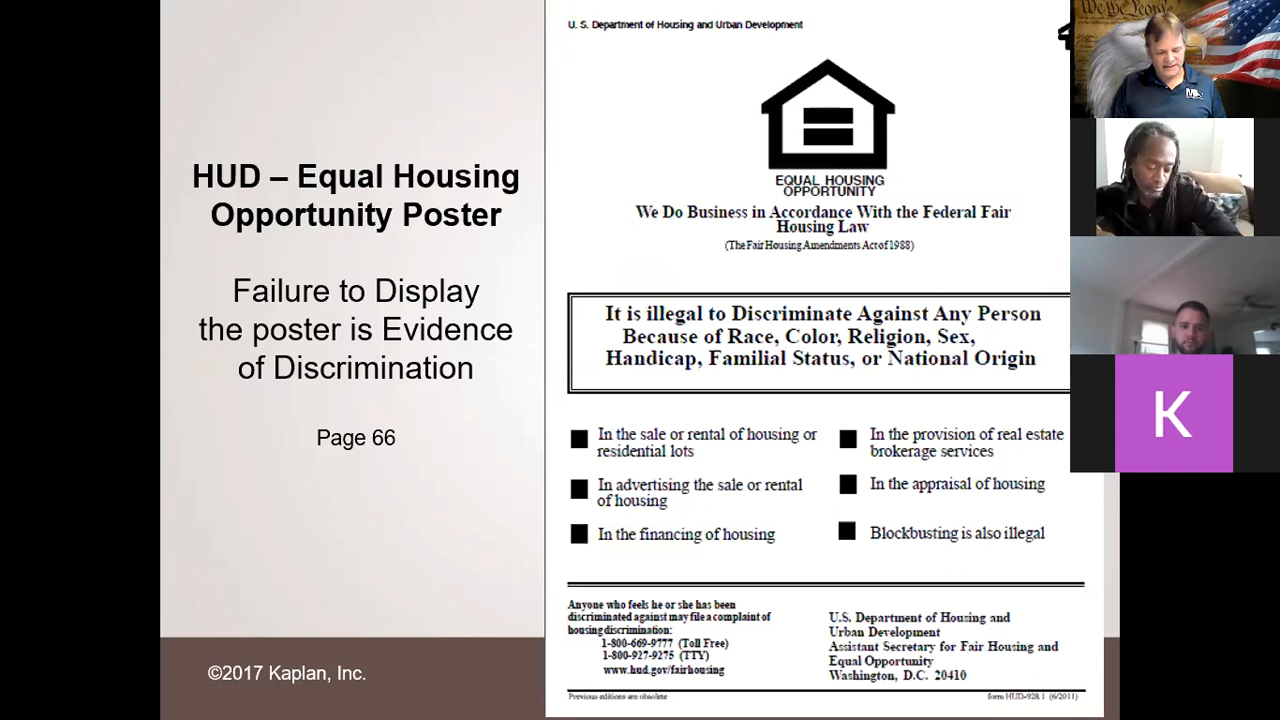 HUD – Equal Housing
Opportunity Poster
Failure to Display
the poster is Evidence
of Discrimination
Page 66
©2017 Kaplan, Inc.
U. S. Department of Housing and Urban Development
EQUAL HOUSING
OPPORTUNITY
We Do Business in Accordance With the Federal Fair
Housing Law
(The Fair Housing Amendments Act of 1988)
It is illegal to Discriminate Against Any Person
Because of Race, Color, Religion, Sex,
Handicap, Familial Status, or National Origin
In the sale or rental of housing or
residential lots
In advertising the sale or rental
of housing
In the financing of housing
In the provision of real estate
brokerage services
In the appraisal of housing
Blockbusting is also illegal
Anyone who feels he or she has been
discriminated against may file a complaint of
housing discrimination:
1-800-669-9777 (Toll Free)
1-800-927-9275 (TTY)
www.hud.gov/fairhousing
U.S. Department of Housing and
Urban Development
Assistant Secretary for Fair Housing and
Equal Opportunity
Washington, D.C. 20410
Previous editions are obsolete
form HUD-928.1 (6/2011)
We the People
K